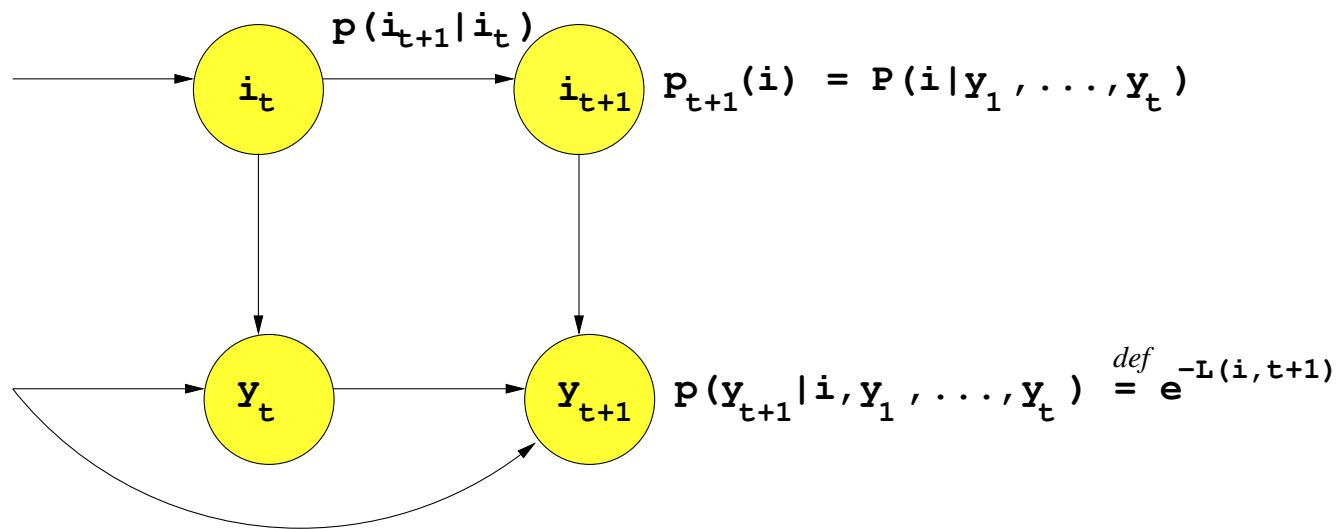 p(i_{t+1}|i_t)
i_t
i_{t+1}
p_{t+1}(i) = P(i|y_1,...,y_t)
y_t
y_{t+1}
p(y_{t+1}|i,y_1,...,y_t) \overset{def}{=} e^{-L(i,t+1)}